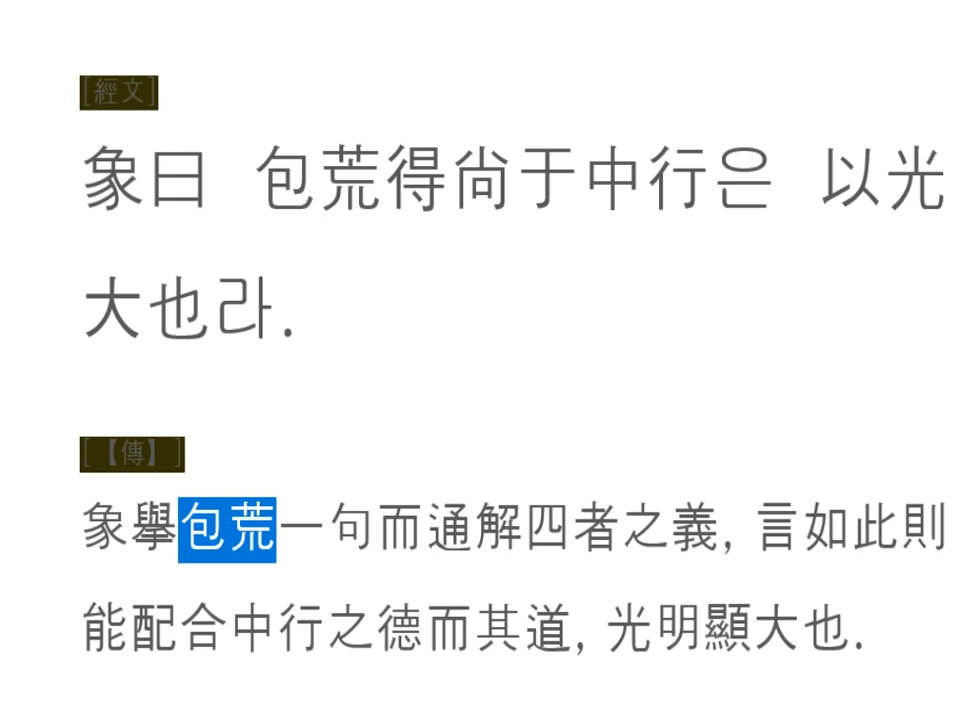 [經文]
象曰 包荒得尙于中行은 以光
大也라.
[【傳】]
象擧包荒一句而通解四者之義, 言如此則
能配合中行之德而其道, 光明顯大也.